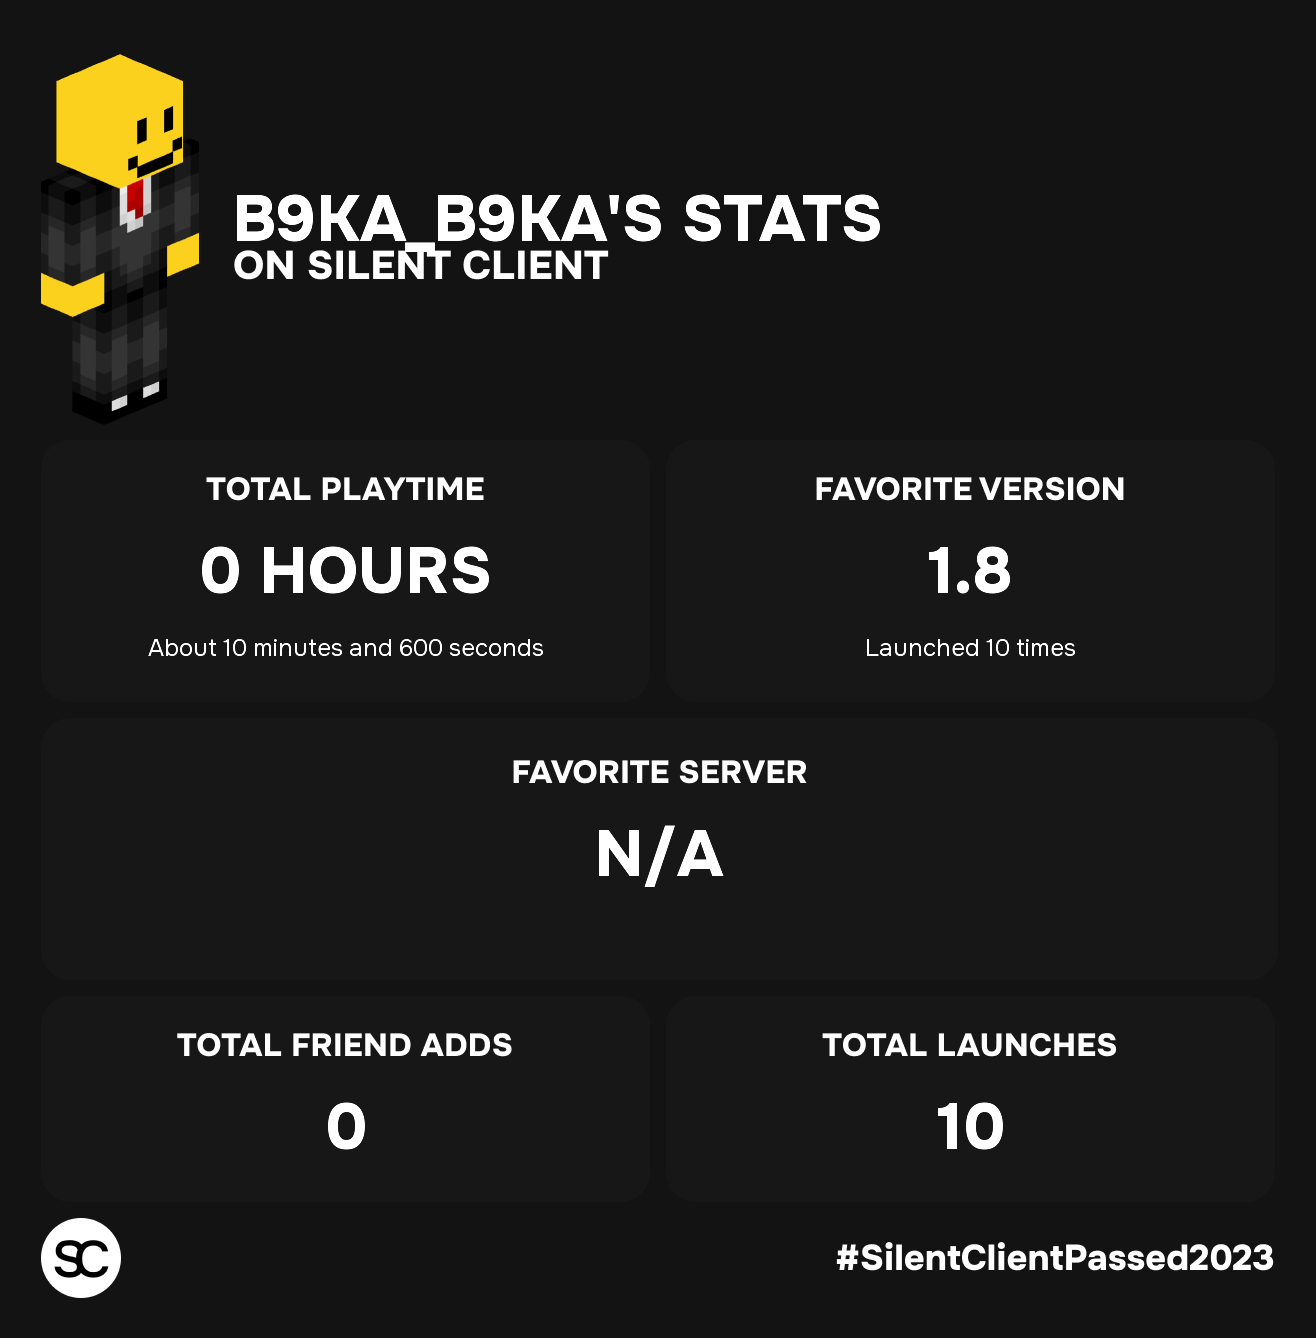 B9KA_B9KA'S STATS
ON SILENT CLIENT
TOTAL PLAYTIME
0 HOURS
About 10 minutes and 600 seconds
FAVORITE VERSION
1.8
Launched 10 times
FAVORITE SERVER
N/A
TOTAL FRIEND ADDS
0
TOTAL LAUNCHES
10
SC
#SilentClientPassed2023